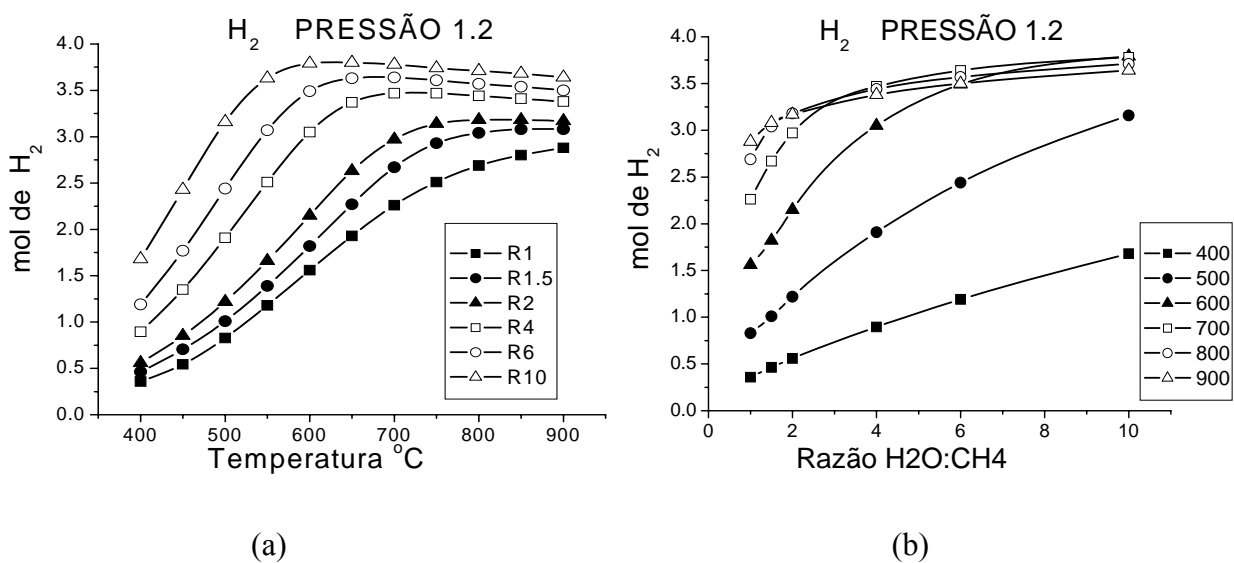 H2 PRESSÃO 1.2
4.0
3.5
3.0
2.5
2.0
1.5
1.0
0.5
0.0
mol de H2
R1
R1.5
R2
R4
R6
R10
400 500 600 700 800 900
Temperatura °C
(a)
H2 PRESSÃO 1.2
4.0
3.5
3.0
2.5
2.0
1.5
1.0
0.5
0.0
mol de H2
400
500
600
700
800
900
0 2 4 6 8 10
Razão H2O:CH4
(b)